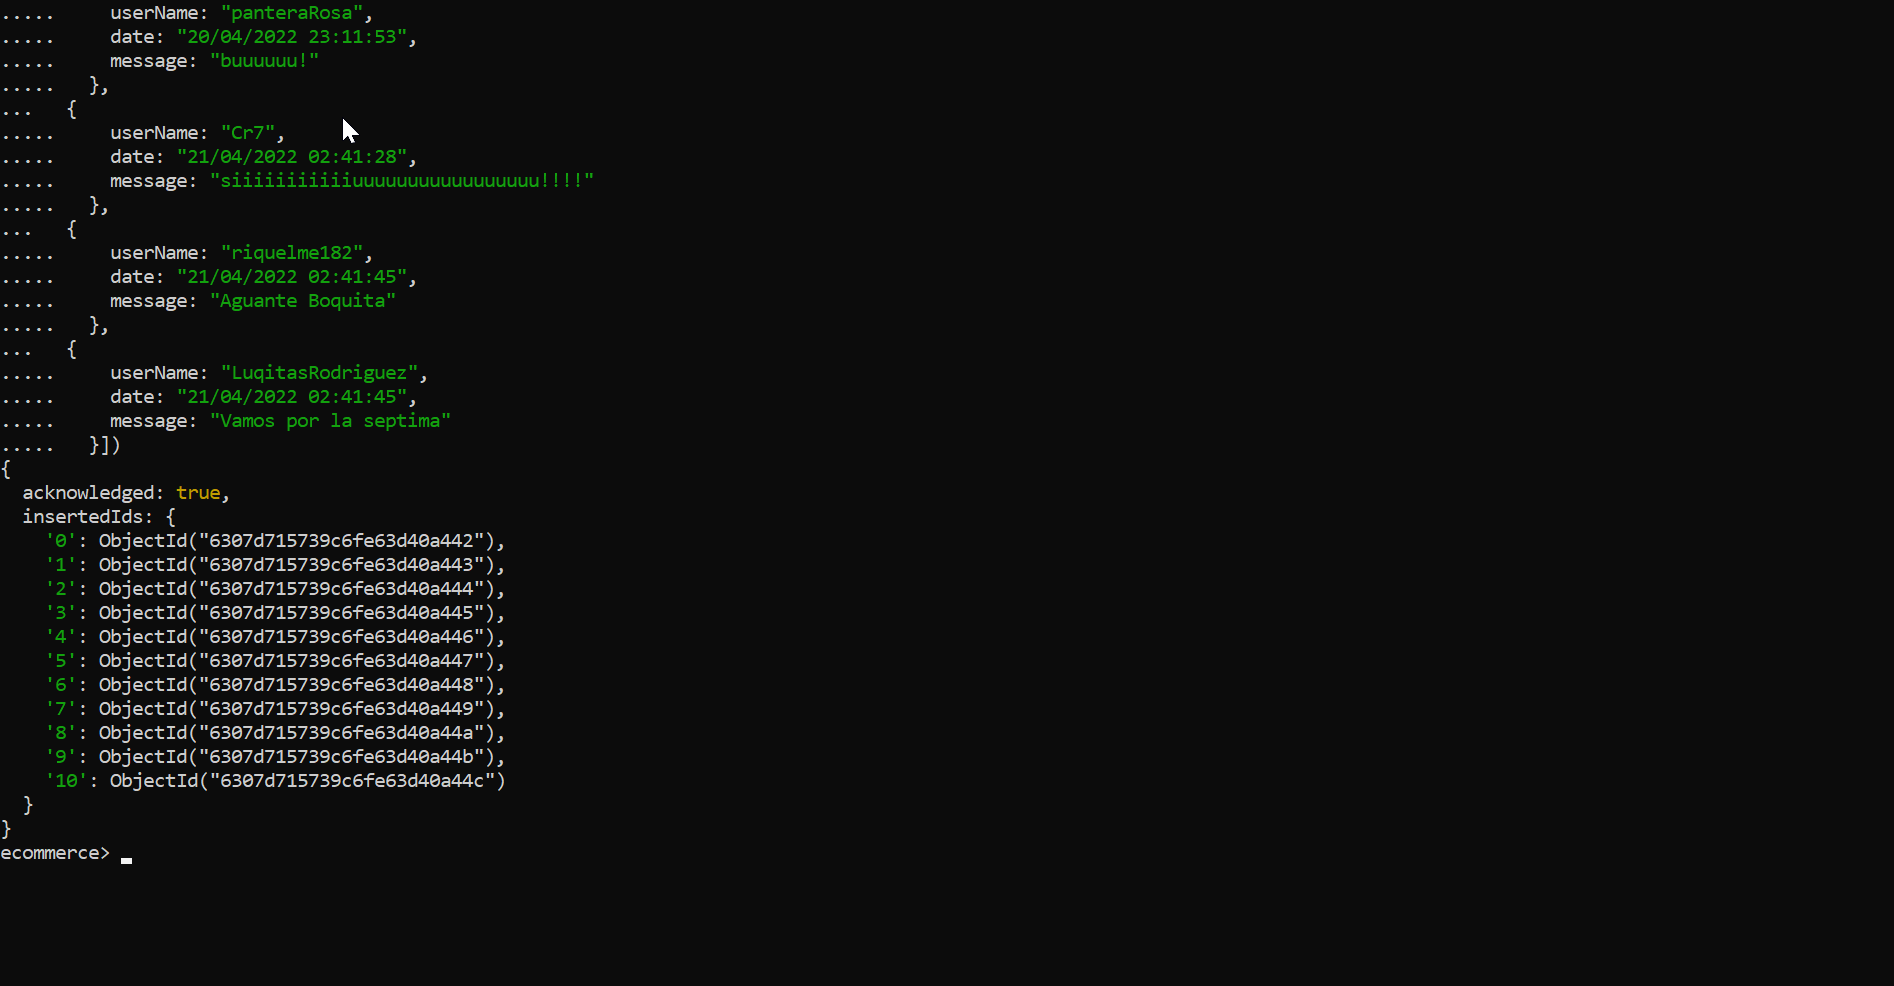 .....     userName: "panteraRosa",
.....     date: "20/04/2022 23:11:53",
.....     message: "buuuuuu!"
.....   },
...   {
.....     userName: "Cr7",
.....     date: "21/04/2022 02:41:28",
.....     message: "siiiiiiiiiiiuuuuuuuuuuuuuuuuu!!!!"
.....   },
...   {
.....     userName: "riquelme182",
.....     date: "21/04/2022 02:41:45",
.....     message: "Aguante Boquita"
.....   },
...   {
.....     userName: "LuqitasRodriguez",
.....     date: "21/04/2022 02:41:45",
.....     message: "Vamos por la septima"
.....   }])
{
  acknowledged: true,
  insertedIds: {
    '0': ObjectId("6307d715739c6fe63d40a442"),
    '1': ObjectId("6307d715739c6fe63d40a443"),
    '2': ObjectId("6307d715739c6fe63d40a444"),
    '3': ObjectId("6307d715739c6fe63d40a445"),
    '4': ObjectId("6307d715739c6fe63d40a446"),
    '5': ObjectId("6307d715739c6fe63d40a447"),
    '6': ObjectId("6307d715739c6fe63d40a448"),
    '7': ObjectId("6307d715739c6fe63d40a449"),
    '8': ObjectId("6307d715739c6fe63d40a44a"),
    '9': ObjectId("6307d715739c6fe63d40a44b"),
    '10': ObjectId("6307d715739c6fe63d40a44c")
  }
}
ecommerce>